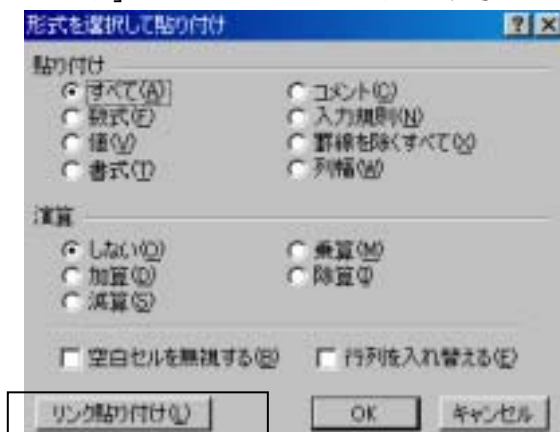 形式を選択して貼り付け
貼り付け
すべて(A) コメント(C)
数式(F) 入力規則(N)
値(V) 罫線を除くすべて(X)
書式(T) 列幅(W)
演算
しない(O) 乗算(M)
加算(D) 除算(I)
減算(S)
空白セルを無視する(B) 行列を入れ替える(E)
リンク貼り付け(L) OK キャンセル